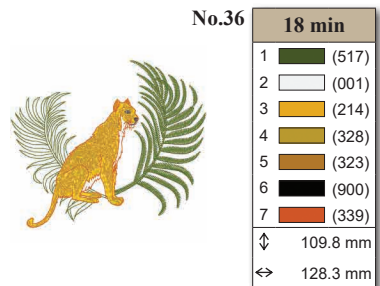 No.36
18 min
1 (517)
2 (001)
3 (214)
4 (328)
5 (323)
6 (900)
7 (339)
↕ 109.8 mm
↔ 128.3 mm